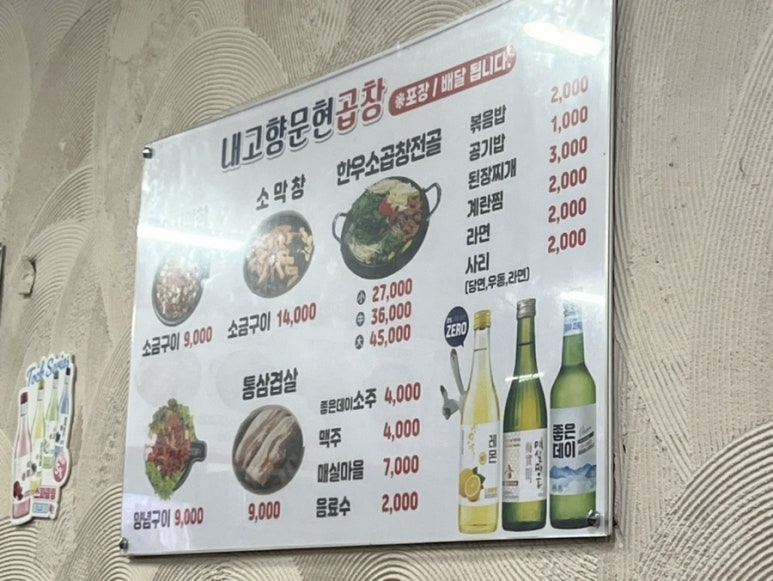 내고향문현곱창 ※포장 / 배달 됩니다.
소막창
한우소곱창전골
소금구이 9,000
소금구이 14,000
小 27,000
中 36,000
大 45,000
볶음밥 2,000
공기밥 1,000
된장찌개 3,000
계란찜 2,000
라면 2,000
사리 2,000
(당면,우동,라면)
양념구이 9,000
통삼겹살
9,000
좋은데이소주 4,000
맥주 4,000
매실마을 7,000
음료수 2,000
ZERO
레몬
매실마을
좋은
데이